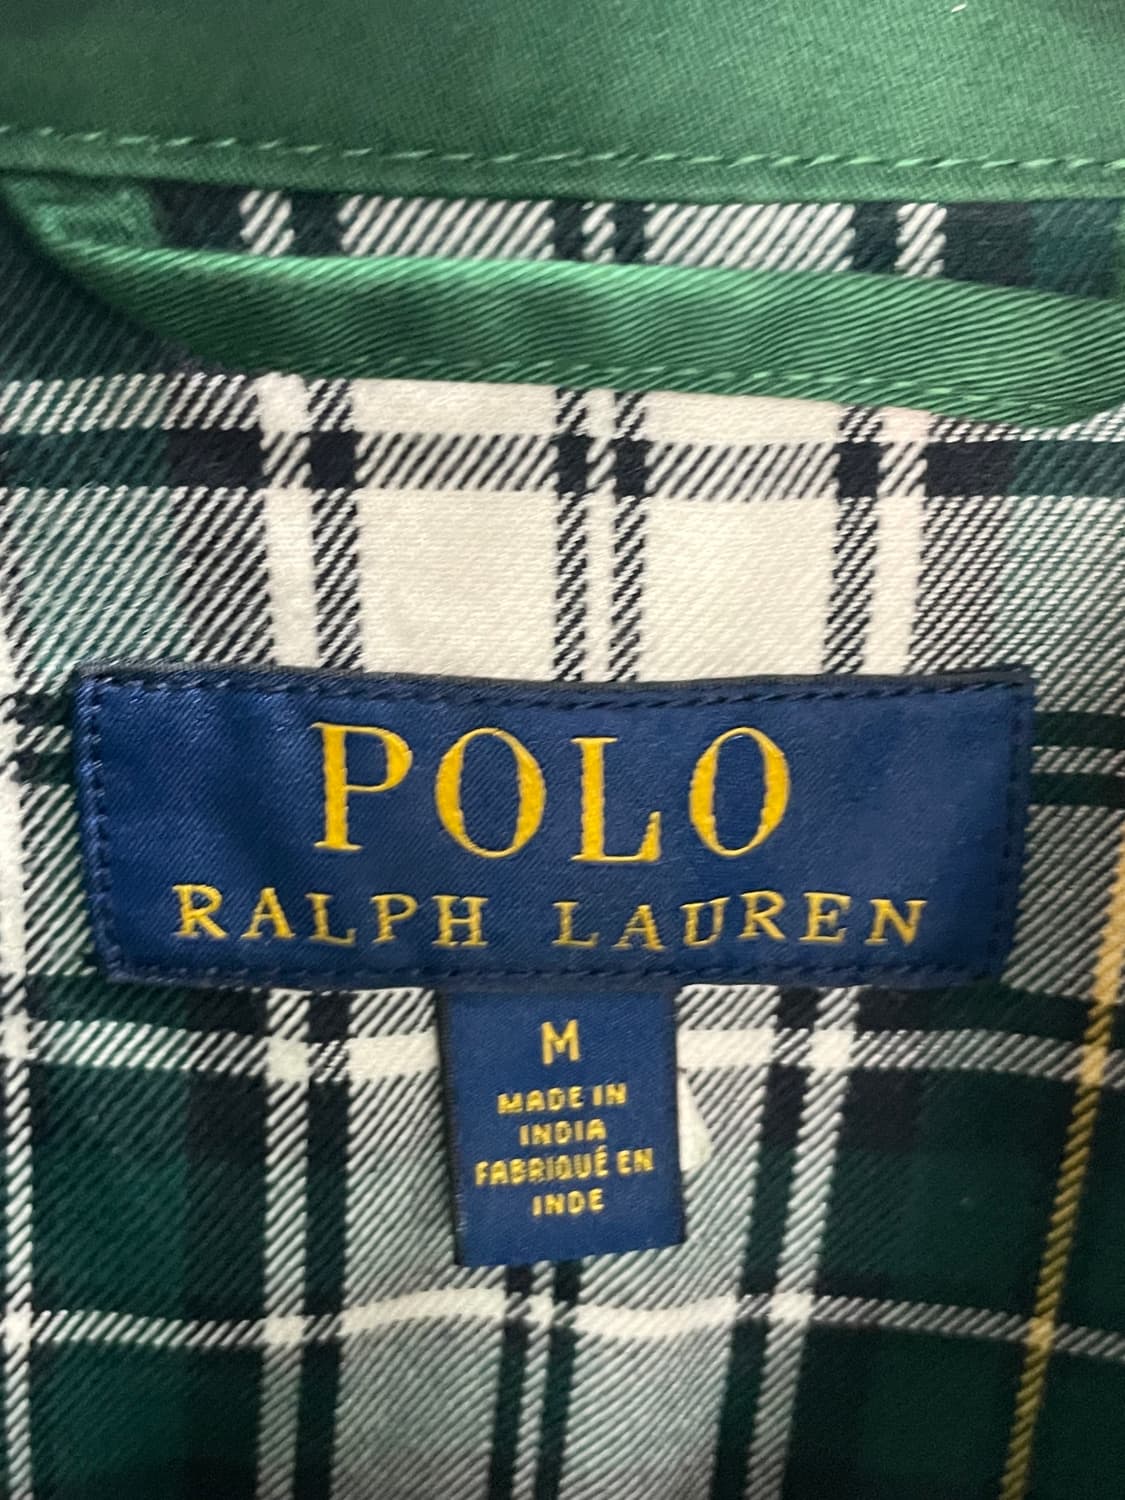 POLO
RALPH LAUREN
M
MADE IN
INDIA
FABRIQUÉ EN
INDE